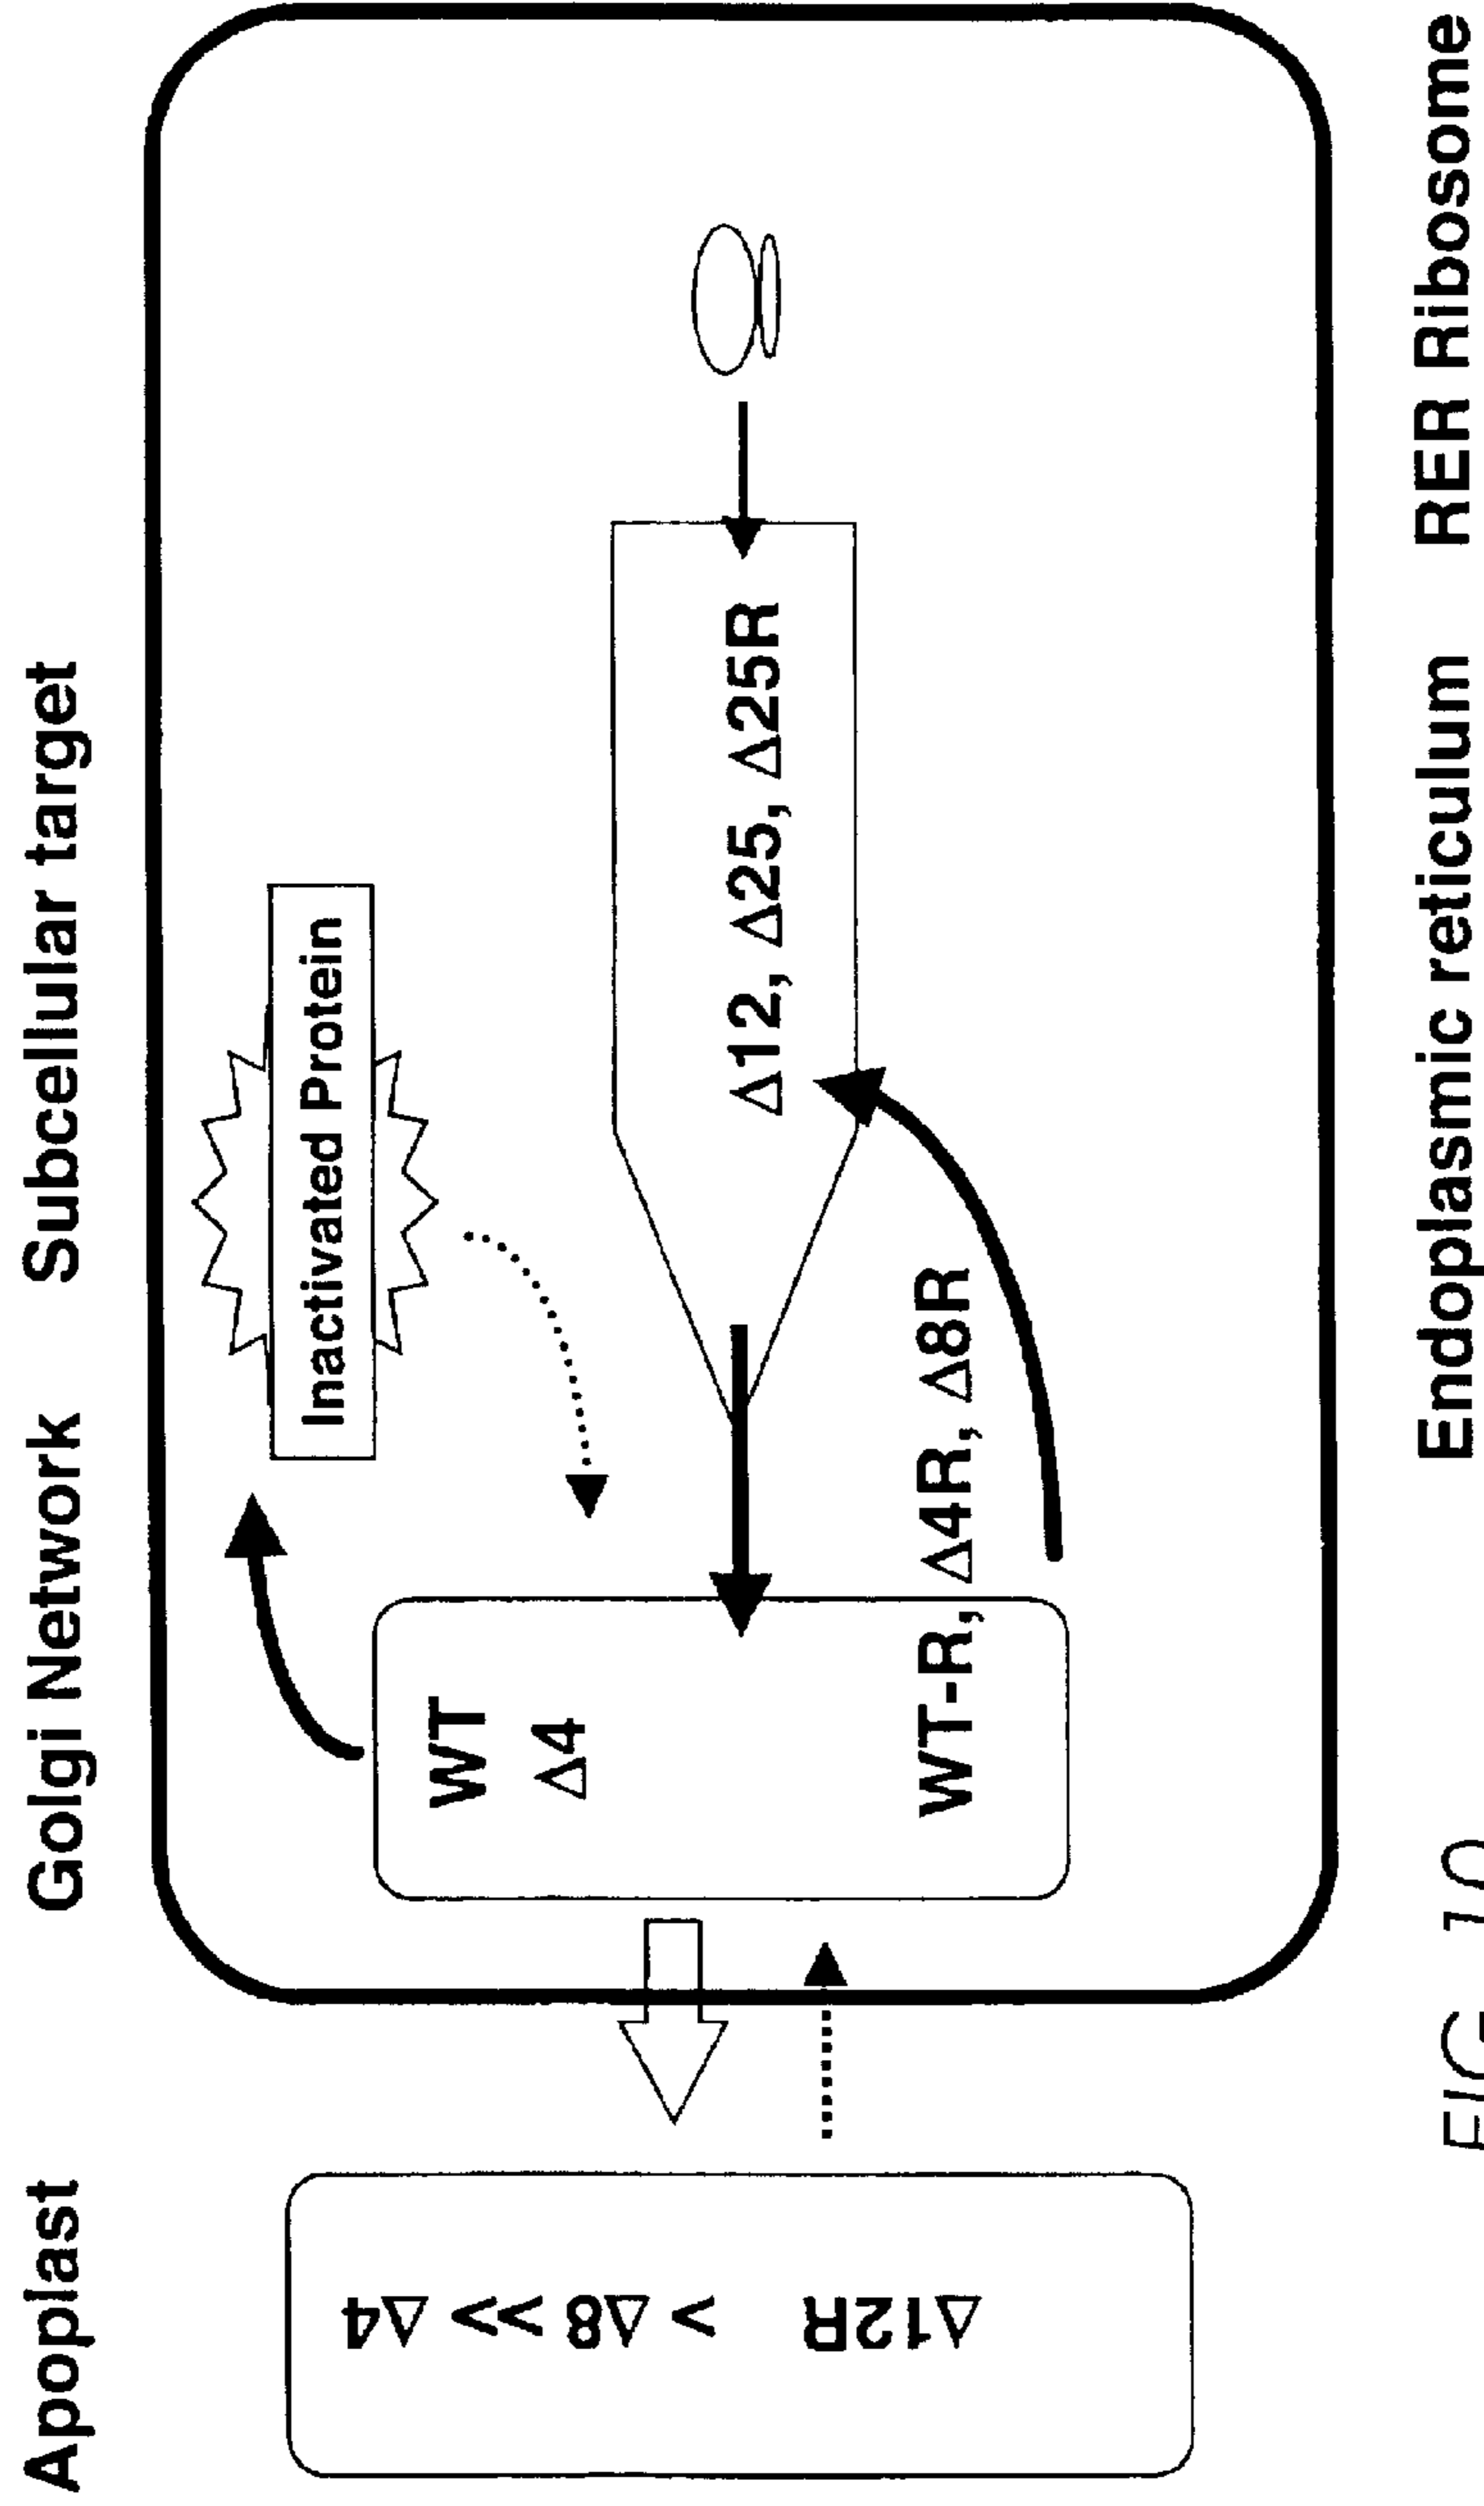 Apoplast
Golgi Network
Subcellular target
Inactivated Protein
WT
Δ4
Δ12R > Δ8 >> Δ4
Δ12, Δ25, Δ25R
WT-R, Δ4R, Δ8R
Endoplasmic reticulum
RER Ribosome